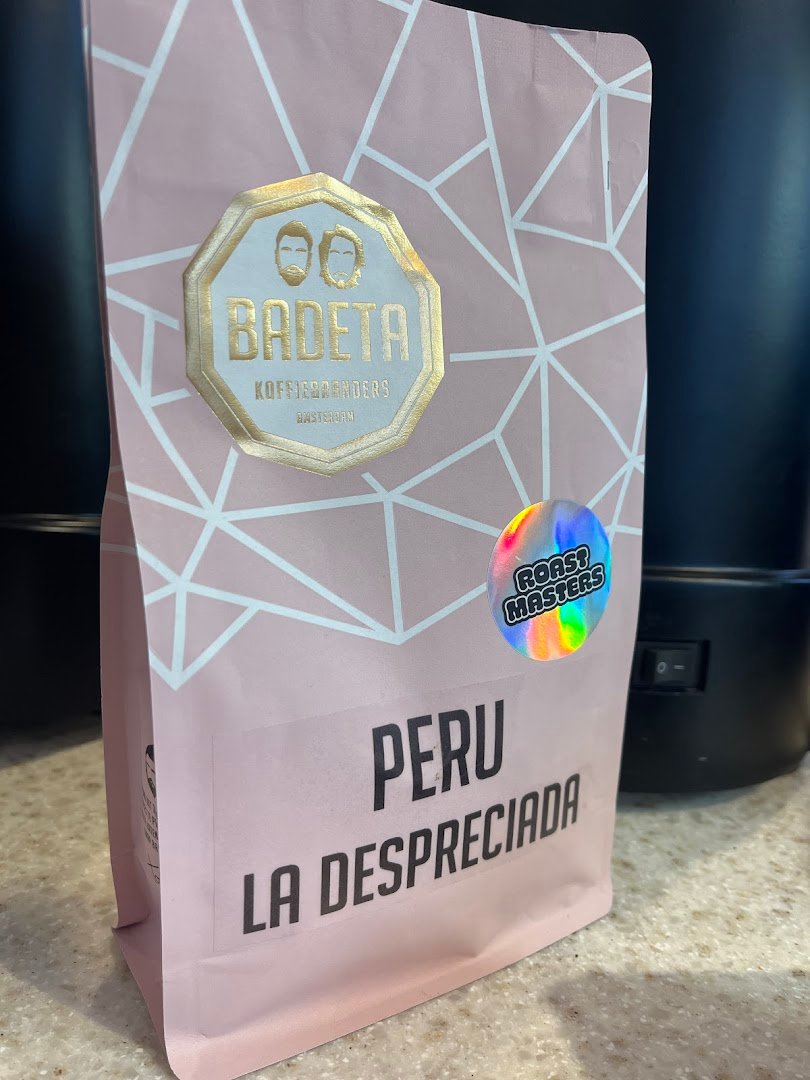 BADETA
KOFFIEBRANDERS
AMSTERDAM
ROAST
MASTERS
PERU
LA DESPRECIADA